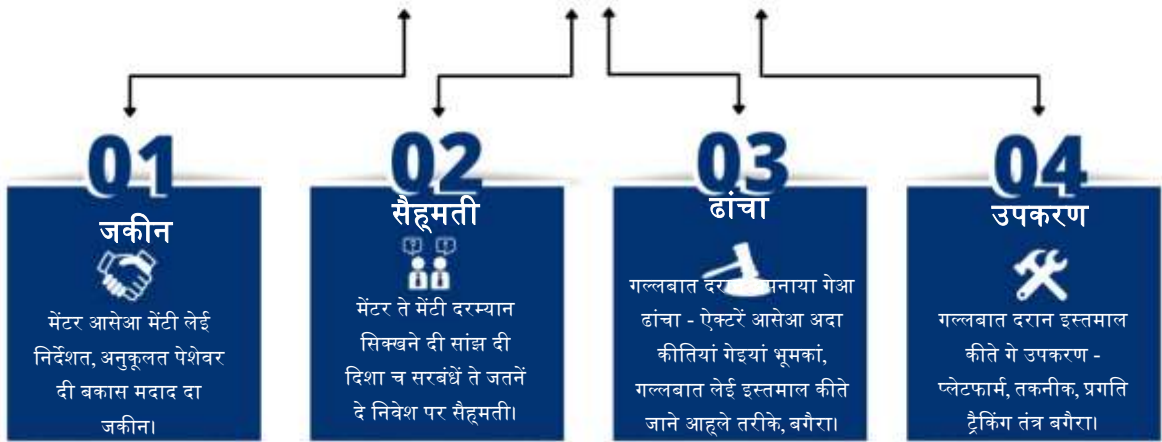 01
जकीन
मेंटर आसेआ मेंटी लेई
निर्देशत, अनुकूलत पेशेवर
दी बकास मदाद दा
जकीन।
02
सैह्‌मती
मेंटर ते मेंटी दरम्यान
सिक्खने दी सांझ दी
दिशा च सरबंधें ते जतनें
दे निवेश पर सैह्‌मती।
03
ढांचा
गल्लबात दरान पनाया गेआ
ढांचा - ऐक्टरें आसेआ अदा
कीतियां गेइयां भूमकां,
गल्लबात लेई इस्तमाल कीते
जाने आह्‌ले तरीके, बगैरा।
04
उपकरण
गल्लबात दरान इस्तमाल
कीते गे उपकरण -
प्लेटफार्म, तकनीक, प्रगति
ट्रैकिंग तंत्र बगैरा।